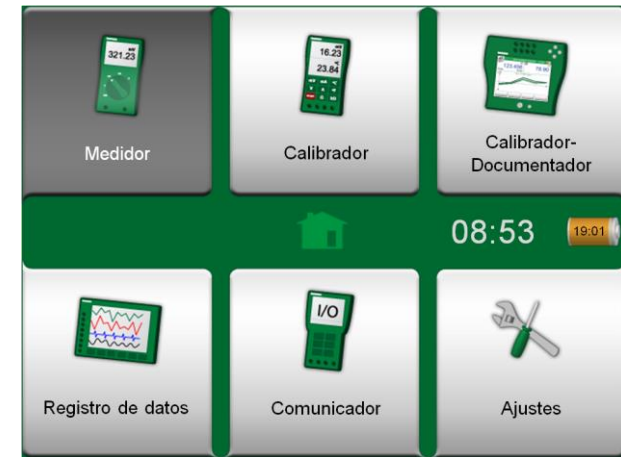 321.23
16.23
23.84
Medidor
Calibrador
Calibrador-
Documentador
08:53
19:01
I/O
Registro de datos
Comunicador
Ajustes